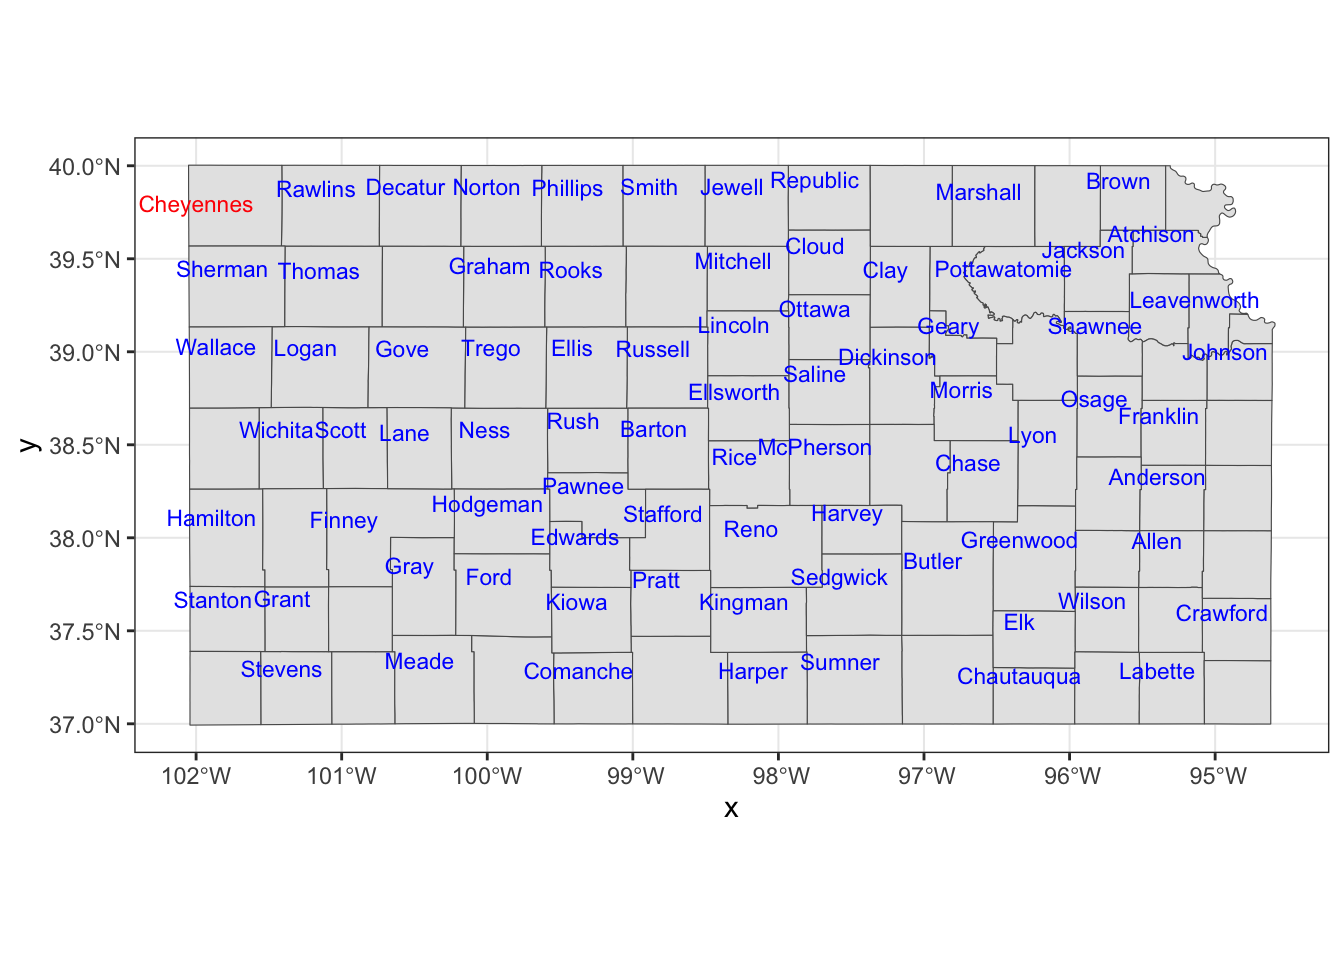 40.0°N
Cheyennes
Rawlins
Decatur
Norton
Phillips
Smith
Jewell
Republic
Marshall
Brown
Atchison
39.5°N
Sherman
Thomas
Graham
Rooks
Mitchell
Cloud
Clay
Pottawatomie
Jackson
Leavenworth
Ottawa
Lincoln
Geary
Shawnee
39.0°N
Wallace
Logan
Gove
Trego
Ellis
Russell
Dickinson
Johnson
Saline
Ellsworth
Morris
Osage
Franklin
38.5°N
Wichita
Scott
Lane
Ness
Rush
Barton
Rice
McPherson
Lyon
Chase
Anderson
Pawnee
Hodgeman
Hamilton
Finney
Stafford
Harvey
Reno
38.0°N
Edwards
Greenwood
Allen
Gray
Ford
Pratt
Sedgwick
Butler
Stanton
Grant
Kiowa
Kingman
Wilson
Crawford
Elk
37.5°N
Stevens
Meade
Comanche
Harper
Sumner
Chautauqua
Labette
37.0°N
102°W
101°W
100°W
99°W
98°W
97°W
96°W
95°W
x
y